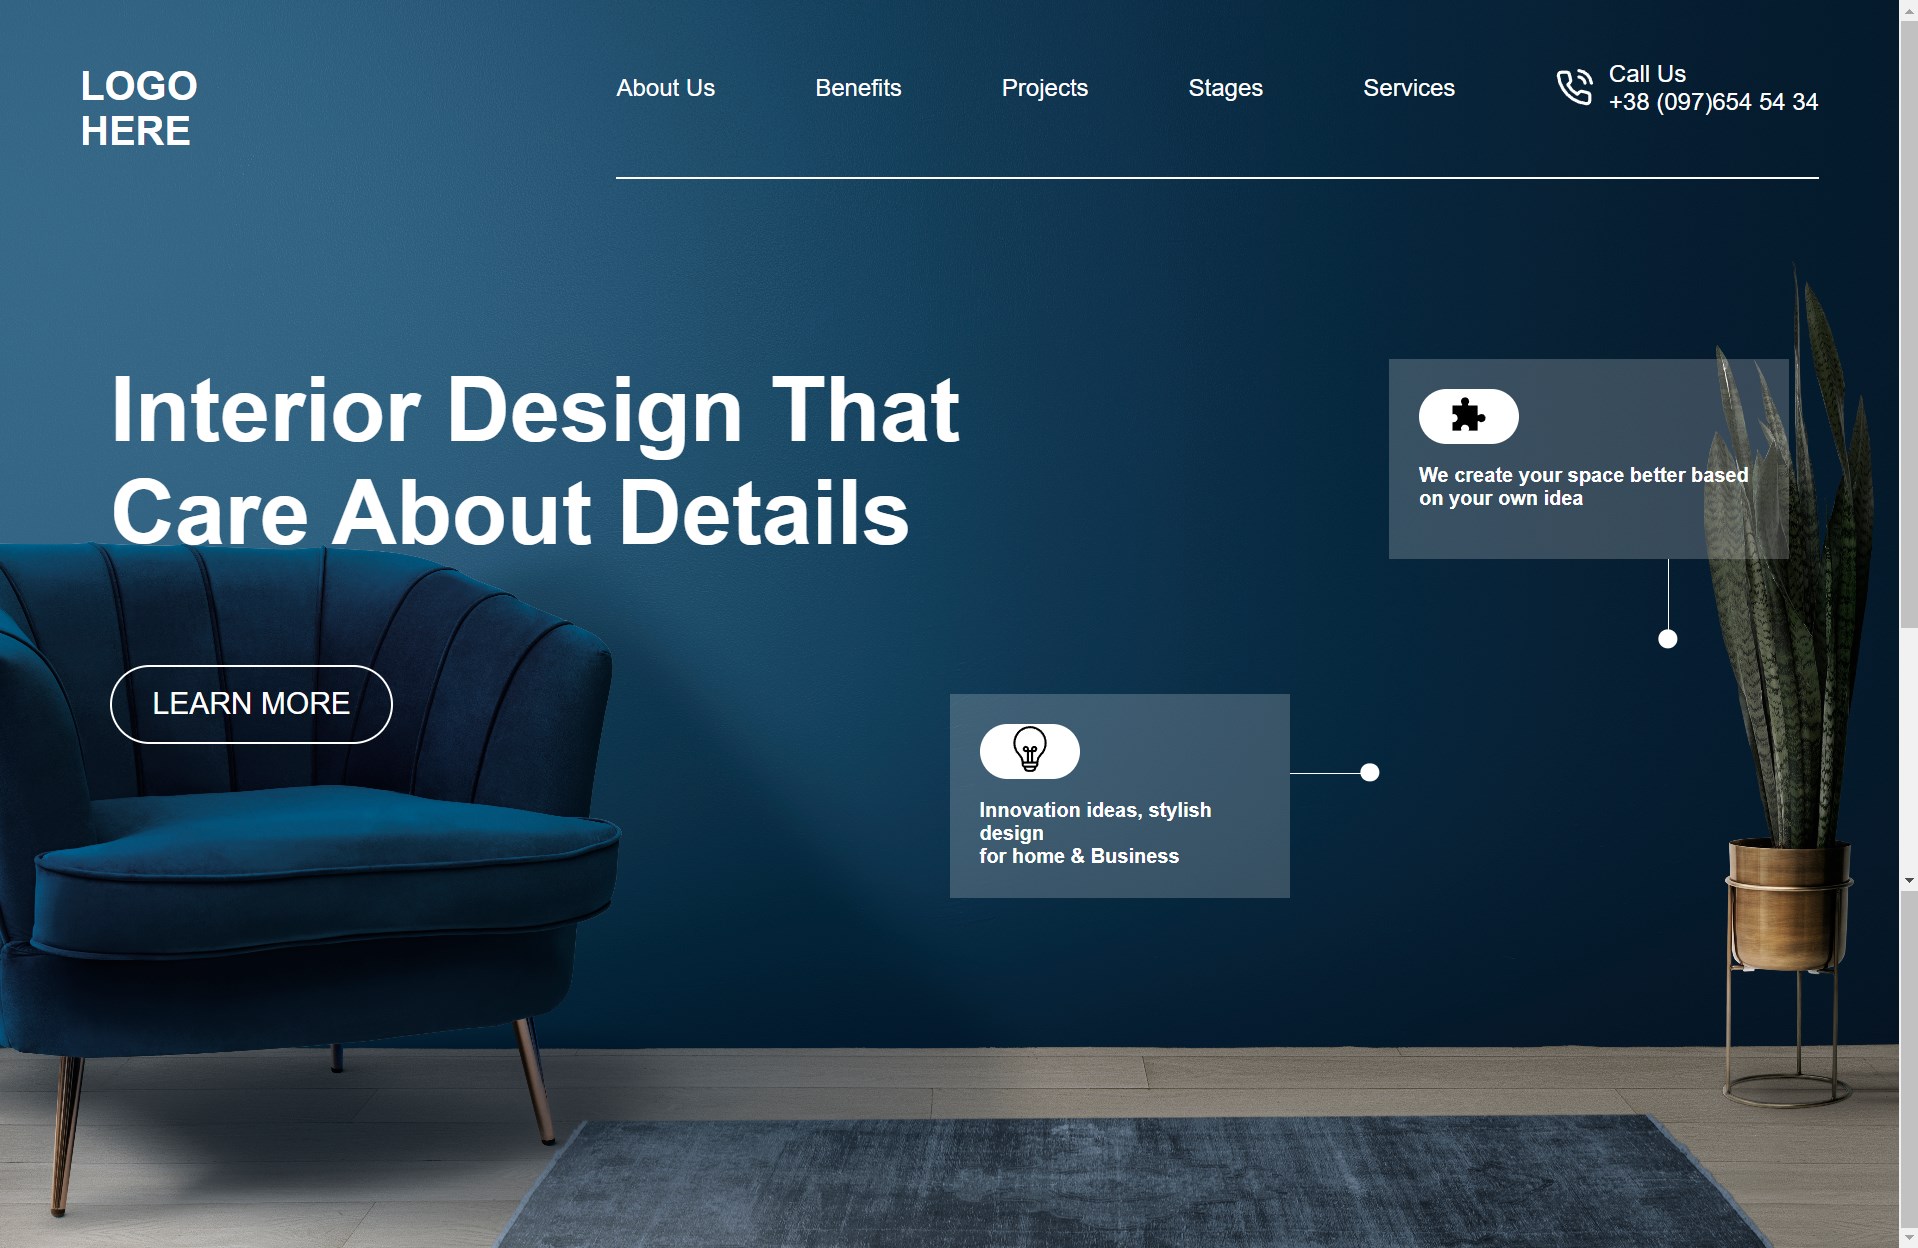 LOGO
HERE
About Us
Benefits
Projects
Stages
Services
Call Us
+38 (097)654 54 34
Interior Design That
Care About Details
LEARN MORE
We create your space better based
on your own idea
Innovation ideas, stylish
design
for home & Business